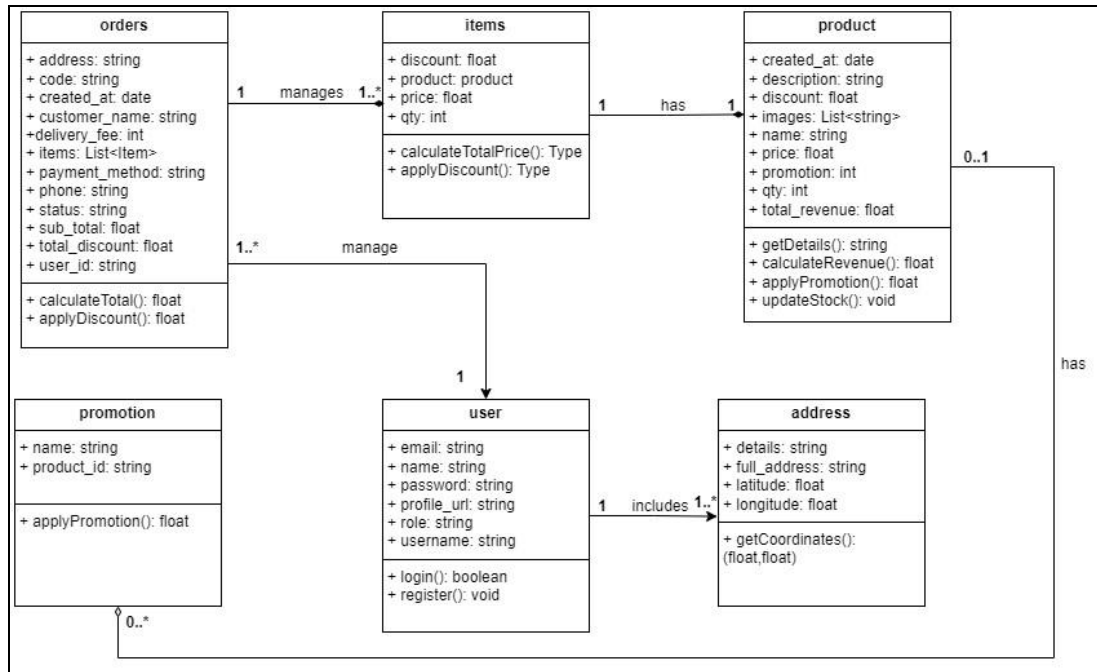 orders
+ address: string
+ code: string
+ created_at: date
+ customer_name: string
+delivery_fee: int
+ items: List<Item>
+ payment_method: string
+ phone: string
+ status: string
+ sub_total: float
+ total_discount: float
+ user_id: string
+ calculateTotal(): float
+ applyDiscount(): float
1 manages 1..*
items
+ discount: float
+ product: product
+ price: float
+ qty: int
+ calculateTotalPrice(): Type
+ applyDiscount(): Type
1 has 1
product
+ created_at: date
+ description: string
+ discount: float
+ images: List<string>
+ name: string
+ price: float
+ promotion: int
+ qty: int
+ total_revenue: float
+ getDetails(): string
+ calculateRevenue(): float
+ applyPromotion(): float
+ updateStock(): void
0..1
has
1..* manage
1
promotion
+ name: string
+ product_id: string
+ applyPromotion(): float
0..*
user
+ email: string
+ name: string
+ password: string
+ profile_url: string
+ role: string
+ username: string
+ login(): boolean
+ register(): void
1 includes 1..*
address
+ details: string
+ full_address: string
+ latitude: float
+ longitude: float
+ getCoordinates():
(float,float)